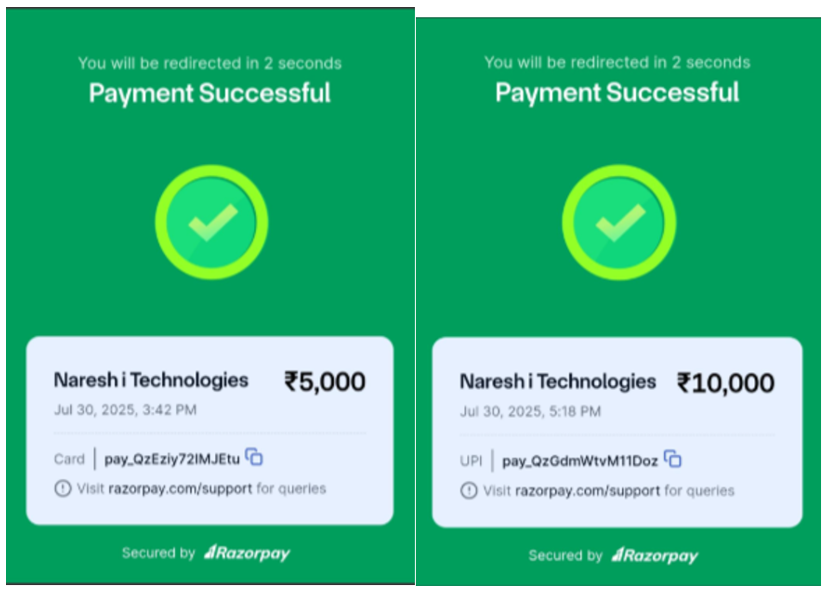 You will be redirected in 2 seconds
Payment Successful
Naresh i Technologies ₹5,000
Jul 30, 2025, 3:42 PM
Card pay_QzEziy72IMJEtu
Visit razorpay.com/support for queries
Secured by Razorpay
You will be redirected in 2 seconds
Payment Successful
Naresh i Technologies ₹10,000
Jul 30, 2025, 5:18 PM
UPI pay_QzGdmWtvM11Doz
Visit razorpay.com/support for queries
Secured by Razorpay